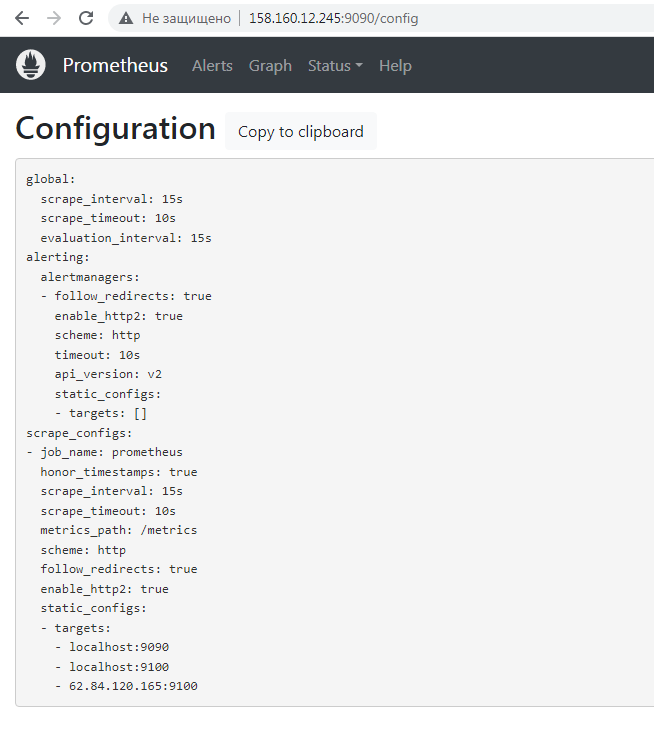 Не защищено | 158.160.12.245:9090/config
Prometheus Alerts Graph Status Help
Configuration Copy to clipboard
global:
  scrape_interval: 15s
  scrape_timeout: 10s
  evaluation_interval: 15s
alerting:
  alertmanagers:
  - follow_redirects: true
    enable_http2: true
    scheme: http
    timeout: 10s
    api_version: v2
    static_configs:
    - targets: []
scrape_configs:
- job_name: prometheus
  honor_timestamps: true
  scrape_interval: 15s
  scrape_timeout: 10s
  metrics_path: /metrics
  scheme: http
  follow_redirects: true
  enable_http2: true
  static_configs:
  - targets:
    - localhost:9090
    - localhost:9100
    - 62.84.120.165:9100